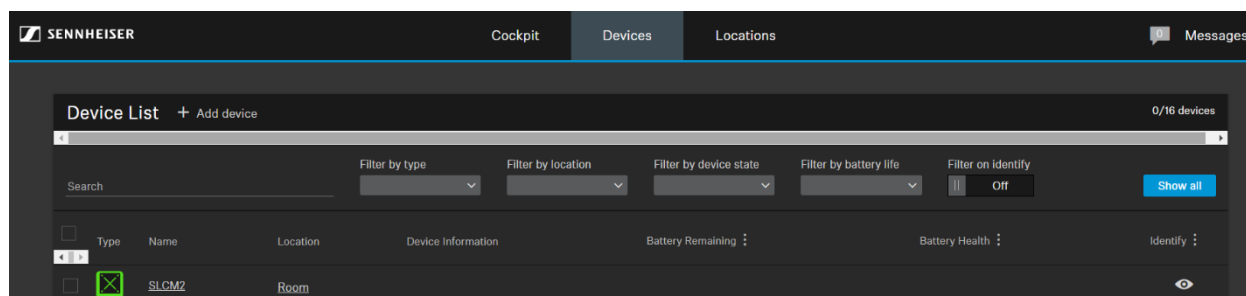 SENNHEISER
Cockpit
Devices
Locations
0 Messages
Device List + Add device
0/16 devices
Filter by type
Filter by location
Filter by device state
Filter by battery life
Filter on identify
Search
Off
Show all
Type
Name
Location
Device Information
Battery Remaining
Battery Health
Identify
SLCM2
Room